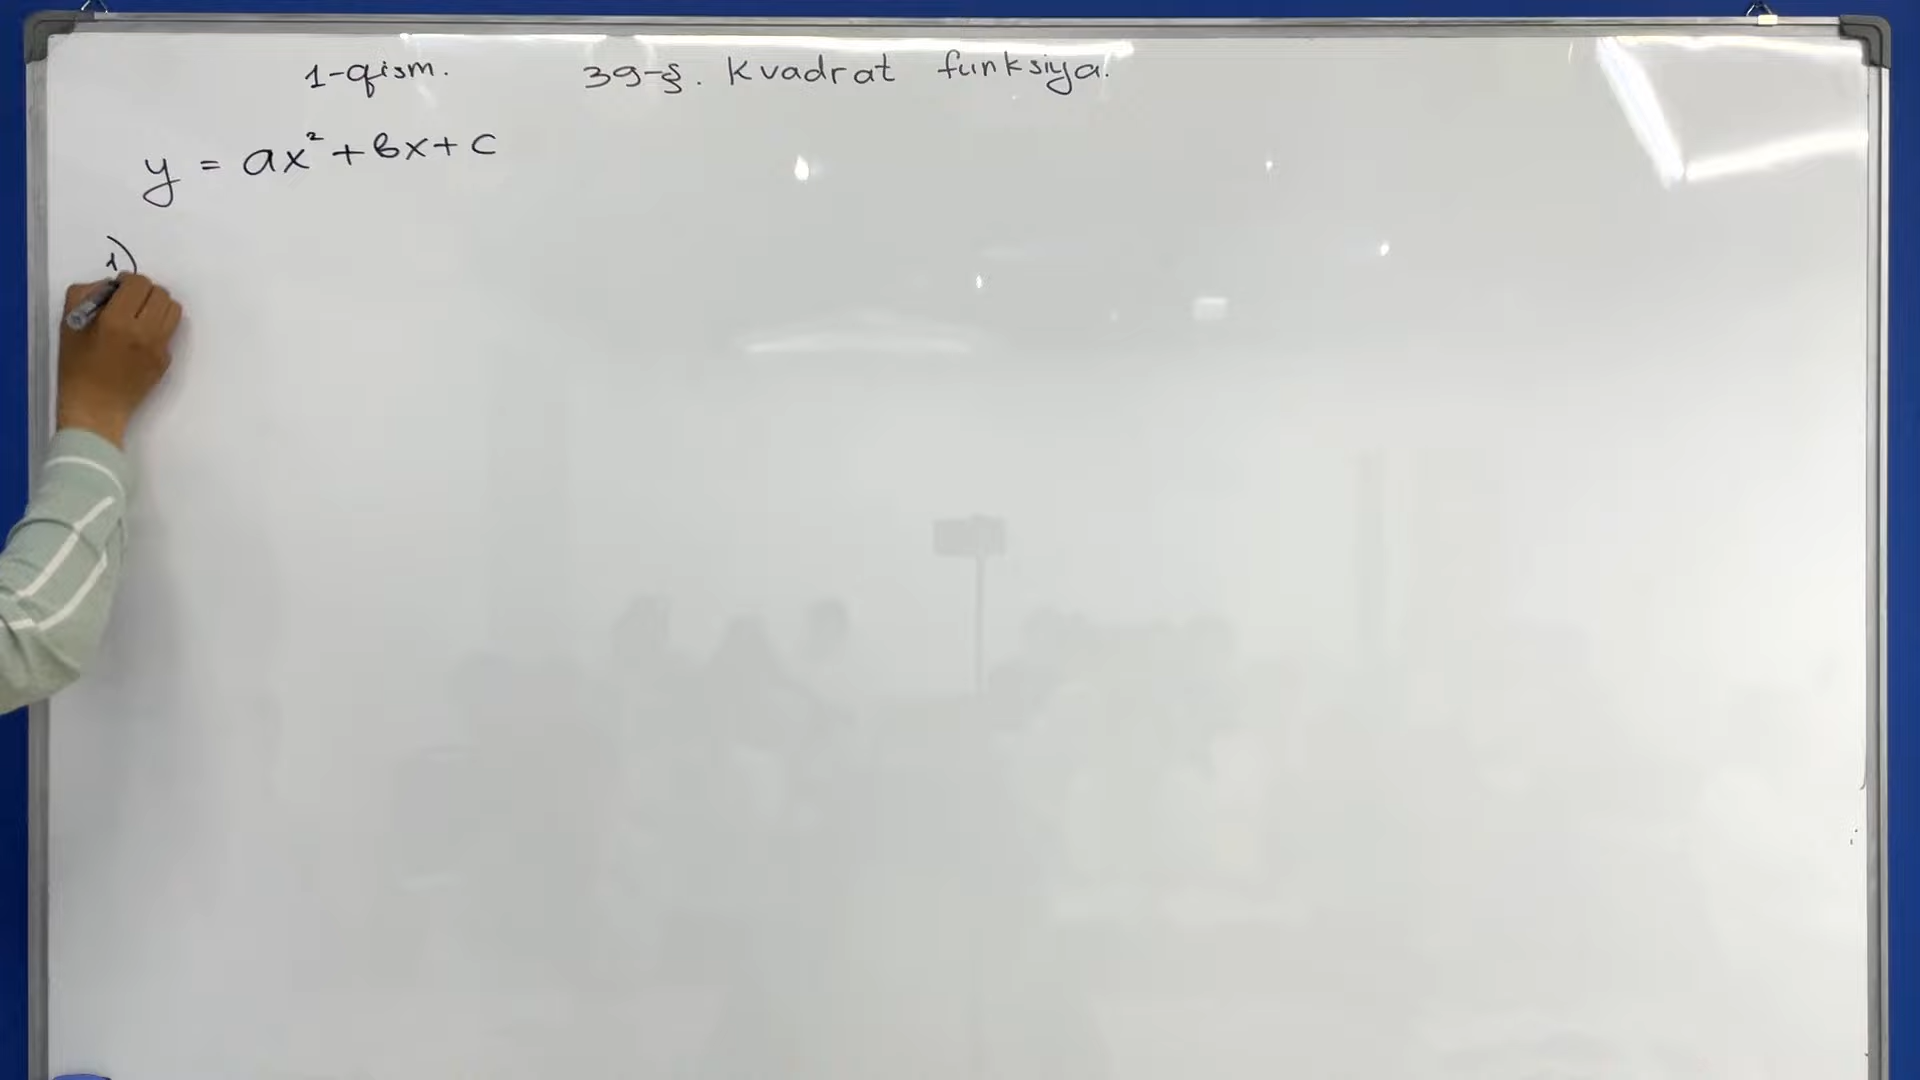 1-qism. 39-§. Kvadrat funksiya.
y = ax² + bx + c
1)